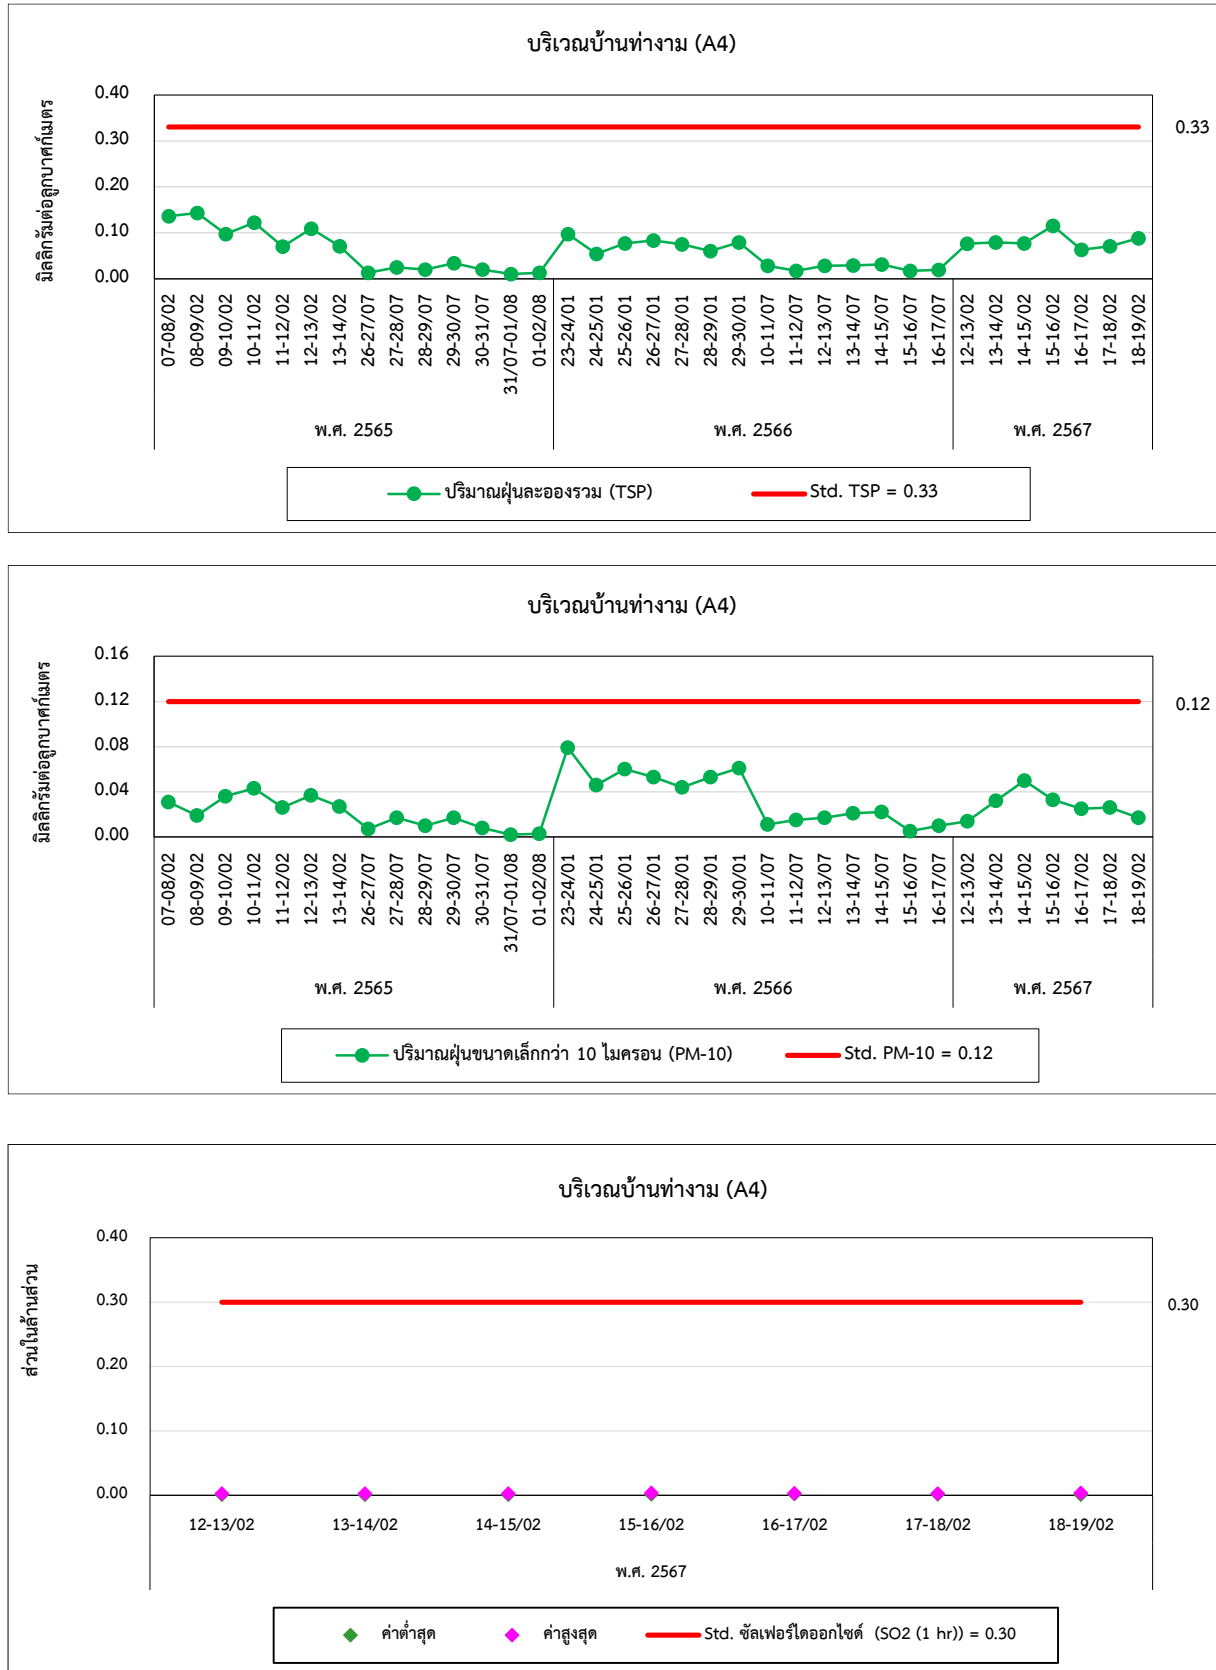 บริเวณบ้านท่างาม (A4)
มิลลิกรัมต่อลูกบาศก์เมตร
0.40
0.30
0.20
0.10
0.00
0.33
07-08/02 08-09/02 09-10/02 10-11/02 11-12/02 12-13/02 13-14/02 26-27/07 27-28/07 28-29/07 29-30/07 30-31/07 31/07-01/08 01-02/08 23-24/01 24-25/01 25-26/01 26-27/01 27-28/01 28-29/01 29-30/01 10-11/07 11-12/07 12-13/07 13-14/07 14-15/07 15-16/07 16-17/07 12-13/02 13-14/02 14-15/02 15-16/02 16-17/02 17-18/02 18-19/02
พ.ศ. 2565 พ.ศ. 2566 พ.ศ. 2567
ปริมาณฝุ่นละอองรวม (TSP) Std. TSP = 0.33
บริเวณบ้านท่างาม (A4)
มิลลิกรัมต่อลูกบาศก์เมตร
0.16
0.12
0.08
0.04
0.00
0.12
07-08/02 08-09/02 09-10/02 10-11/02 11-12/02 12-13/02 13-14/02 26-27/07 27-28/07 28-29/07 29-30/07 30-31/07 31/07-01/08 01-02/08 23-24/01 24-25/01 25-26/01 26-27/01 27-28/01 28-29/01 29-30/01 10-11/07 11-12/07 12-13/07 13-14/07 14-15/07 15-16/07 16-17/07 12-13/02 13-14/02 14-15/02 15-16/02 16-17/02 17-18/02 18-19/02
พ.ศ. 2565 พ.ศ. 2566 พ.ศ. 2567
ปริมาณฝุ่นขนาดเล็กกว่า 10 ไมครอน (PM-10) Std. PM-10 = 0.12
บริเวณบ้านท่างาม (A4)
ส่วนในล้านส่วน
0.40
0.30
0.20
0.10
0.00
0.30
12-13/02 13-14/02 14-15/02 15-16/02 16-17/02 17-18/02 18-19/02
พ.ศ. 2567
ค่าต่ำสุด ค่าสูงสุด Std. ซัลเฟอร์ไดออกไซด์ (SO2 (1 hr)) = 0.30